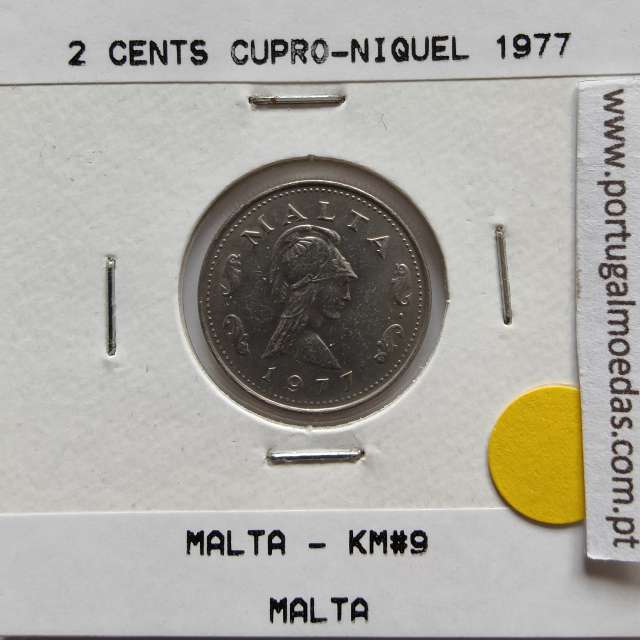 2 CENTS CUPRO-NIQUEL 1977
www.portugalmoedas.com.pt
MALTA
1977
MALTA - KM#9
MALTA